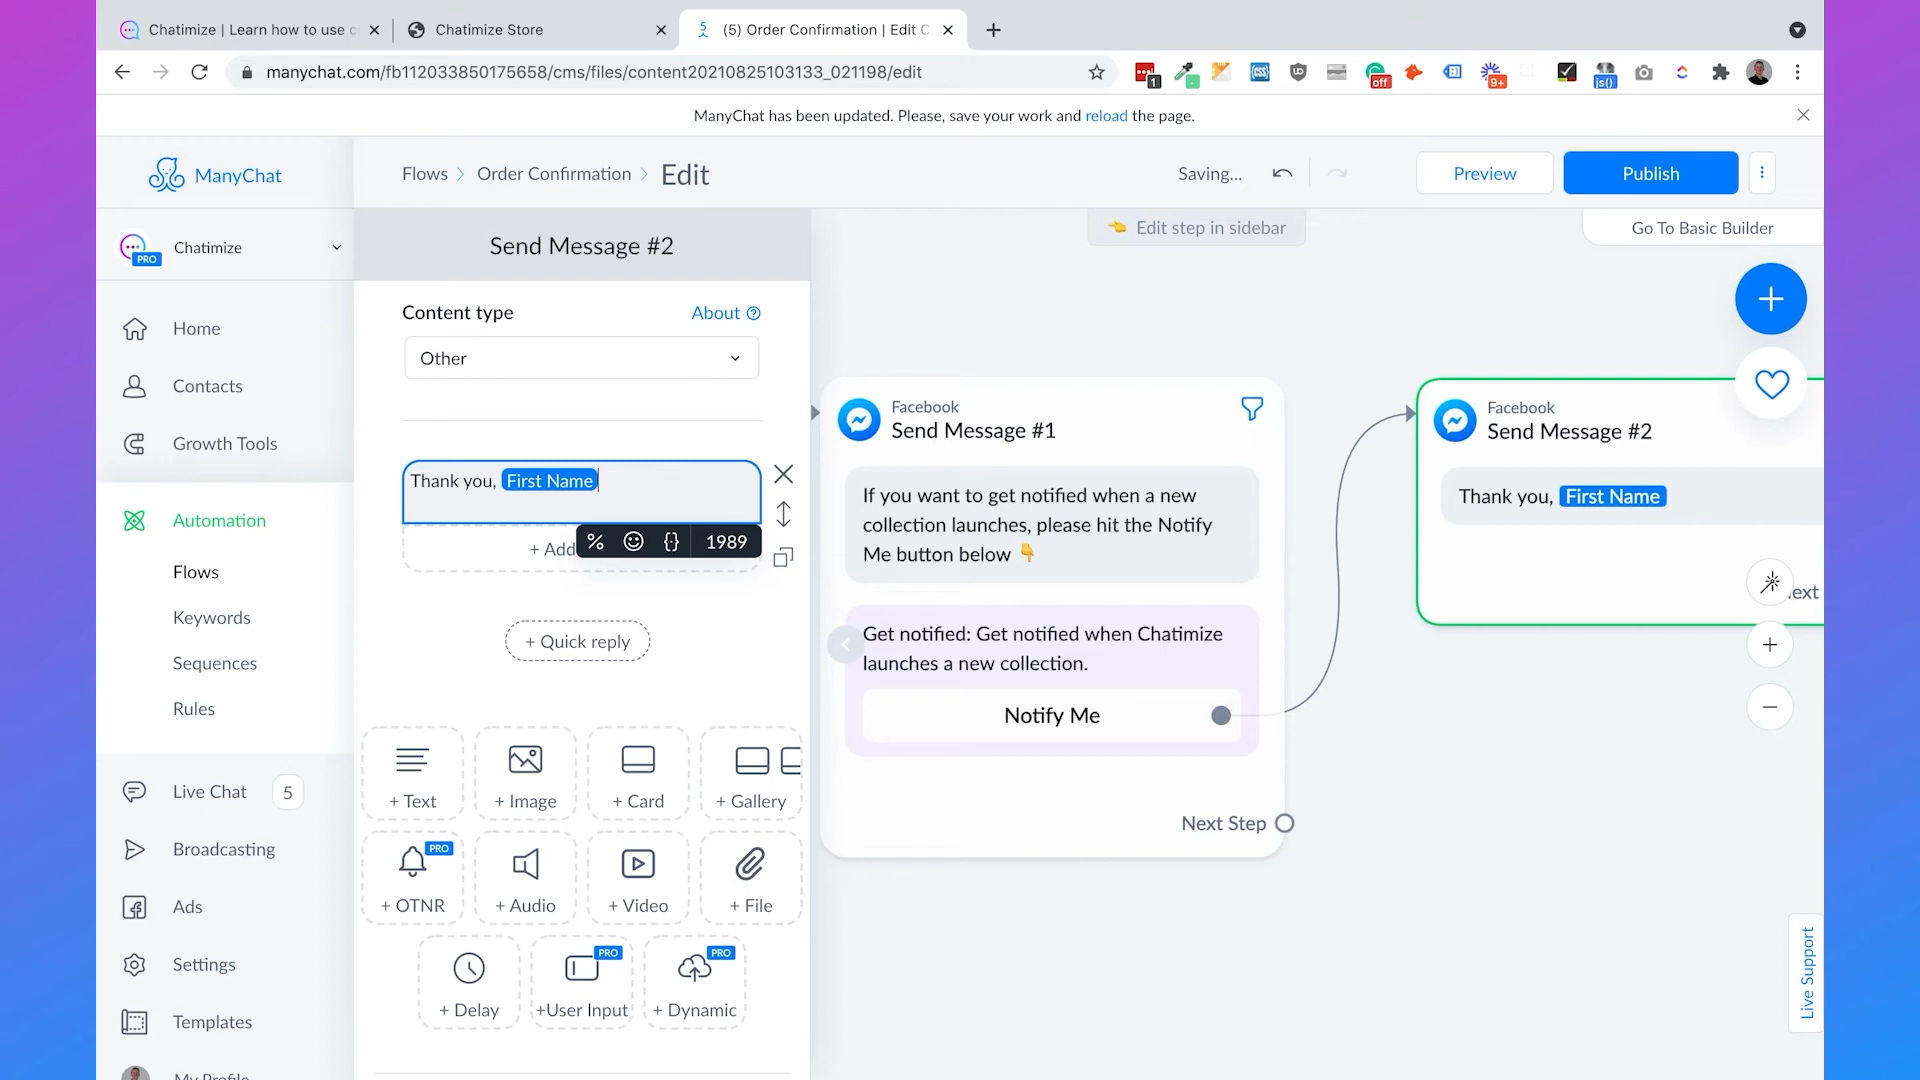 Chatimize | Learn how to use c
Chatimize Store
(5) Order Confirmation | Edit C
manychat.com/fb112033850175658/cms/files/content20210825103133_021198/edit
1
off
9+
js()
ManyChat has been updated. Please, save your work and reload the page.
ManyChat
Flows
Order Confirmation
Edit
Saving...
Preview
Publish
Chatimize
PRO
Send Message #2
Edit step in sidebar
Go To Basic Builder
Home
Contacts
Growth Tools
Automation
Flows
Keywords
Sequences
Rules
Live Chat
5
Broadcasting
Ads
Settings
Templates
My Profile
Content type
About
Other
Thank you, First Name
+ Add
1989
+ Quick reply
+ Text
+ Image
+ Card
+ Gallery
PRO
+ OTNR
+ Audio
+ Video
+ File
+ Delay
PRO
+User Input
PRO
+ Dynamic
Facebook
Send Message #1
If you want to get notified when a new
collection launches, please hit the Notify
Me button below
Get notified: Get notified when Chatimize
launches a new collection.
Notify Me
Next Step
Facebook
Send Message #2
Thank you, First Name
ext
Live Support